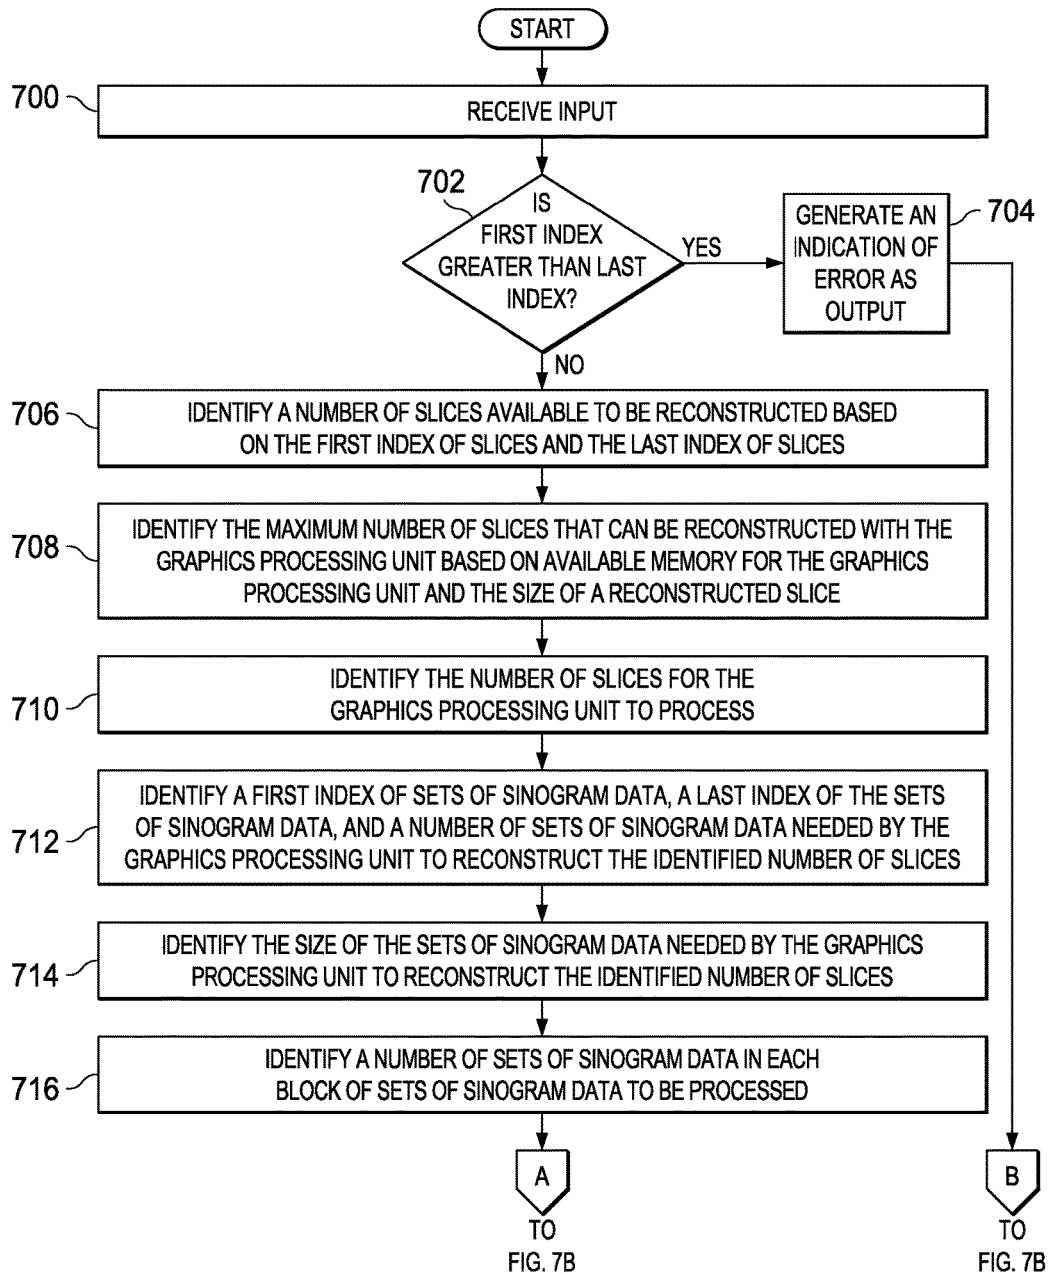 START
700
RECEIVE INPUT
702
IS
FIRST INDEX
GREATER THAN LAST
INDEX?
YES
GENERATE AN
INDICATION OF
ERROR AS
OUTPUT
704
NO
706
IDENTIFY A NUMBER OF SLICES AVAILABLE TO BE RECONSTRUCTED BASED
ON THE FIRST INDEX OF SLICES AND THE LAST INDEX OF SLICES
708
IDENTIFY THE MAXIMUM NUMBER OF SLICES THAT CAN BE RECONSTRUCTED WITH THE
GRAPHICS PROCESSING UNIT BASED ON AVAILABLE MEMORY FOR THE GRAPHICS
PROCESSING UNIT AND THE SIZE OF A RECONSTRUCTED SLICE
710
IDENTIFY THE NUMBER OF SLICES FOR THE
GRAPHICS PROCESSING UNIT TO PROCESS
712
IDENTIFY A FIRST INDEX OF SETS OF SINOGRAM DATA, A LAST INDEX OF THE SETS
OF SINOGRAM DATA, AND A NUMBER OF SETS OF SINOGRAM DATA NEEDED BY THE
GRAPHICS PROCESSING UNIT TO RECONSTRUCT THE IDENTIFIED NUMBER OF SLICES
714
IDENTIFY THE SIZE OF THE SETS OF SINOGRAM DATA NEEDED BY THE GRAPHICS
PROCESSING UNIT TO RECONSTRUCT THE IDENTIFIED NUMBER OF SLICES
716
IDENTIFY A NUMBER OF SETS OF SINOGRAM DATA IN EACH
BLOCK OF SETS OF SINOGRAM DATA TO BE PROCESSED
A
TO
FIG. 7B
B
TO
FIG. 7B